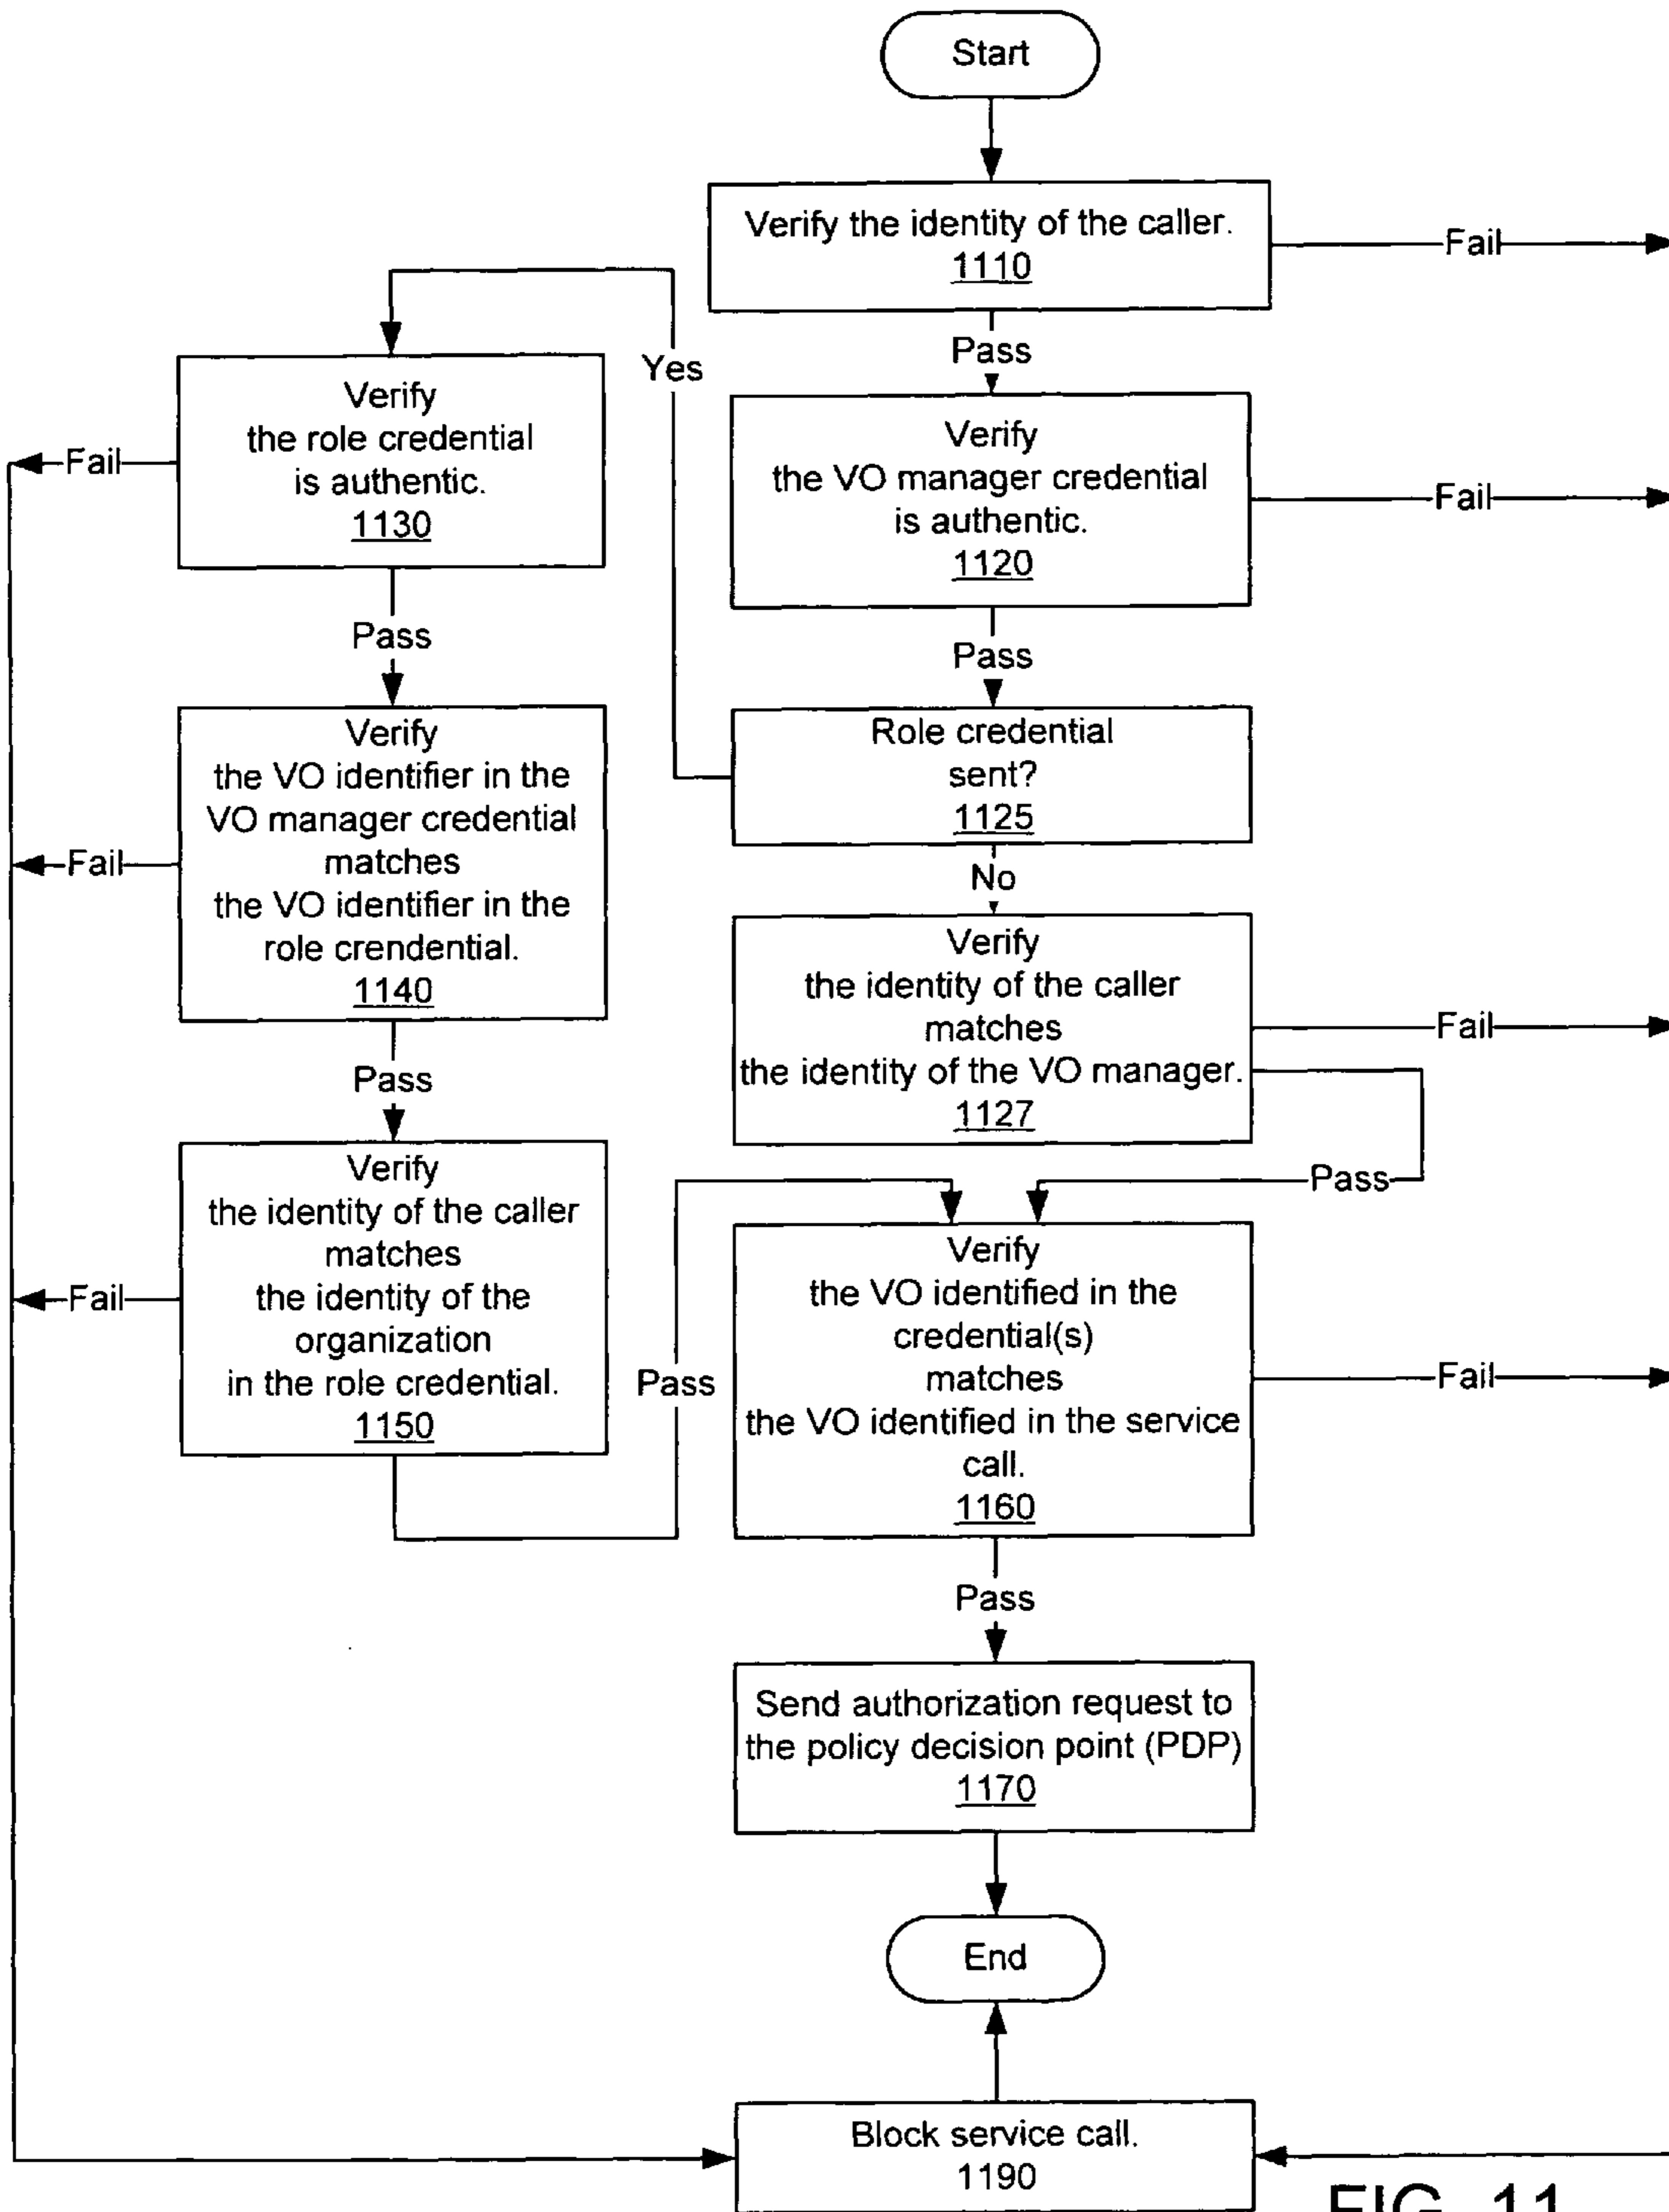 Start
Verify the identity of the caller.
1110
Fail
Pass
Yes
Verify
the role credential
is authentic.
1130
Fail
Verify
the VO manager credential
is authentic.
1120
Fail
Pass
Pass
Verify
the VO identifier in the
VO manager credential
matches
the VO identifier in the
role crendential.
1140
Fail
Role credential
sent?
1125
No
Verify
the identity of the caller
matches
the identity of the VO manager.
1127
Fail
Pass
Pass
Verify
the identity of the caller
matches
the identity of the
organization
in the role credential.
1150
Fail
Pass
Verify
the VO identified in the
credential(s)
matches
the VO identified in the service
call.
1160
Fail
Pass
Send authorization request to
the policy decision point (PDP)
1170
End
Block service call.
1190
FIG. 11